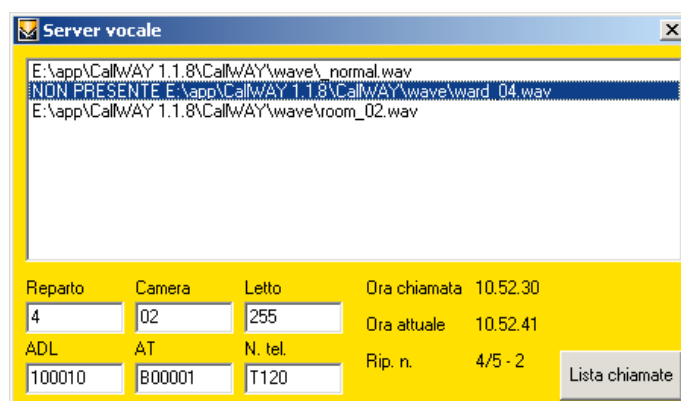 Server vocale
E:\app\CallWAY 1.1.8\CallWAY\wave\_normal.wav
NON PRESENTE E:\app\CallWAY 1.1.8\CallWAY\wave\ward_04.wav
E:\app\CallWAY 1.1.8\CallWAY\wave\room_02.wav
Reparto Camera Letto Ora chiamata 10.52.30
4 02 255
Ora attuale 10.52.41
ADL AT N. tel.
Rip. n. 4/5 - 2
100010 B00001 T120
Lista chiamate